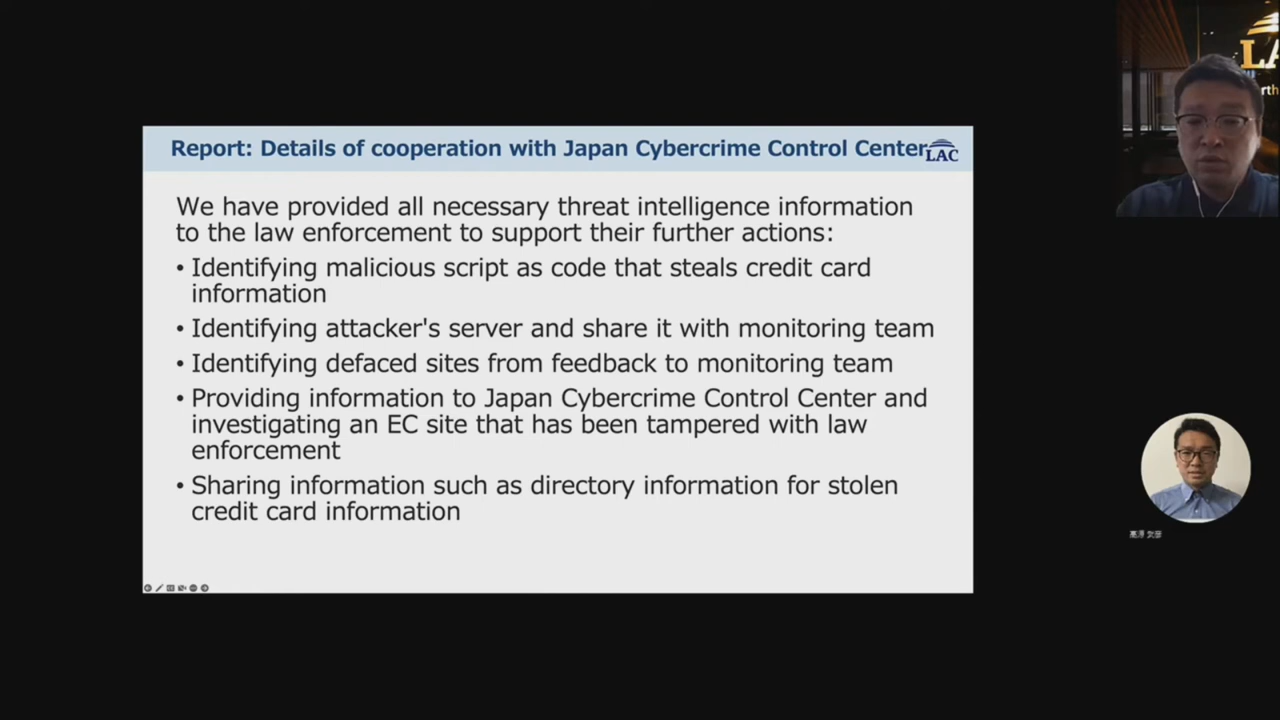 Report: Details of cooperation with Japan Cybercrime Control Center
LAC
We have provided all necessary threat intelligence information
to the law enforcement to support their further actions:
• Identifying malicious script as code that steals credit card
information
• Identifying attacker's server and share it with monitoring team
• Identifying defaced sites from feedback to monitoring team
• Providing information to Japan Cybercrime Control Center and
investigating an EC site that has been tampered with law
enforcement
• Sharing information such as directory information for stolen
credit card information